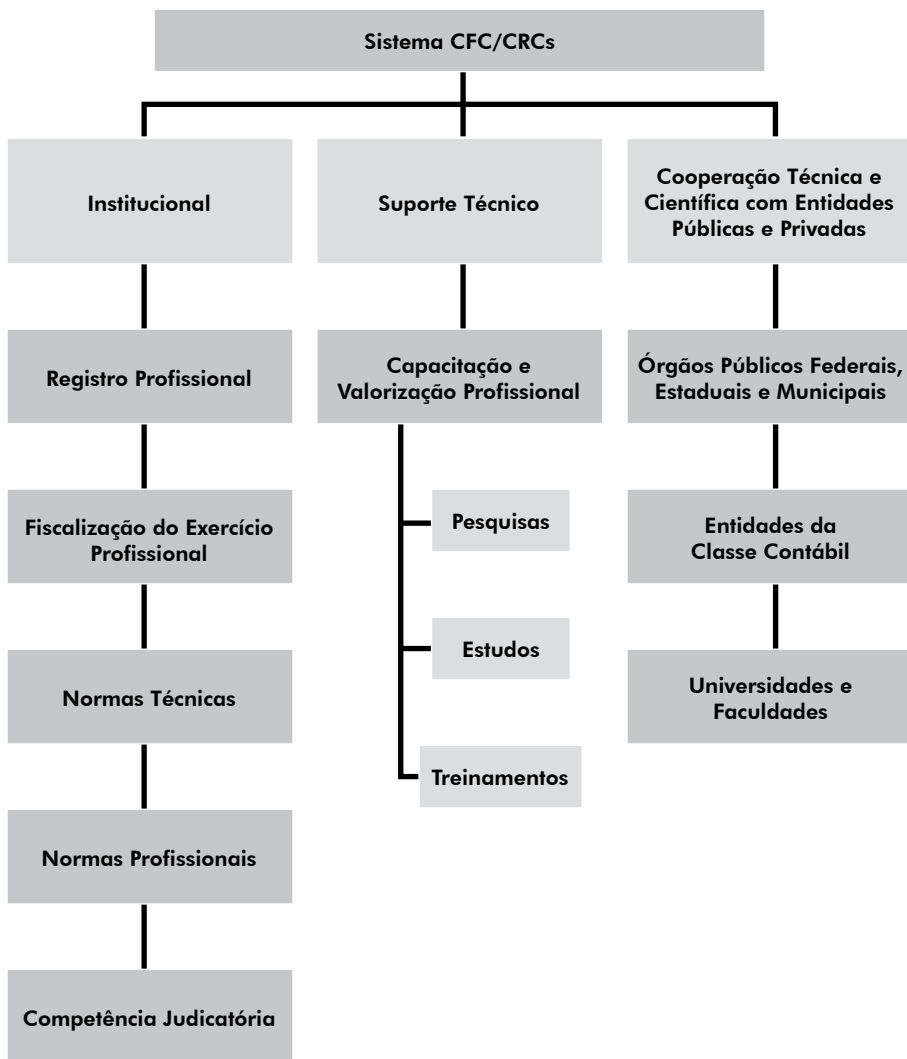 Sistema CFC/CRCs
Institucional
Suporte Técnico
Cooperação Técnica e
Científica com Entidades
Públicas e Privadas
Registro Profissional
Capacitação e
Valorização Profissional
Órgãos Públicos Federais,
Estaduais e Municipais
Fiscalização do Exercício
Profissional
Pesquisas
Entidades da
Classe Contábil
Normas Técnicas
Estudos
Universidades e
Faculdades
Treinamentos
Normas Profissionais
Competência Judicatória